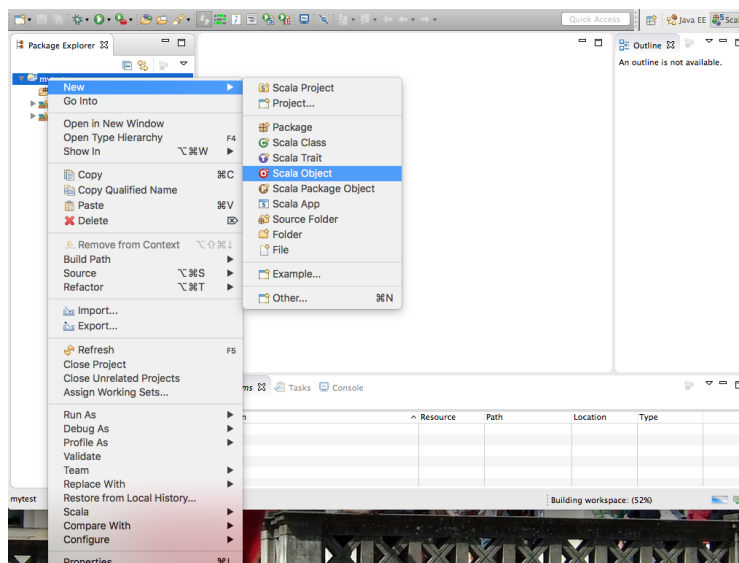 Quick Access
Java EE
Scal
Package Explorer
Outline
An outline is not available.
New
Go Into
Open in New Window
Open Type Hierarchy F4
Show In ⌥⌘W
Copy ⌘C
Copy Qualified Name
Paste ⌘V
Delete ⌦
Remove from Context ⌥⇧⌘↓
Build Path
Source ⌥⌘S
Refactor ⌥⌘T
Import...
Export...
Refresh F5
Close Project
Close Unrelated Projects
Assign Working Sets...
Run As
Debug As
Profile As
Validate
Team
Replace With
Restore from Local History...
Scala
Compare With
Configure
Properties ⌘I
Scala Project
Project...
Package
Scala Class
Scala Trait
Scala Object
Scala Package Object
Scala App
Source Folder
Folder
File
Example...
Other... ⌘N
ms
Tasks
Console
n
Resource
Path
Location
Type
mytest
Building workspace: (52%)